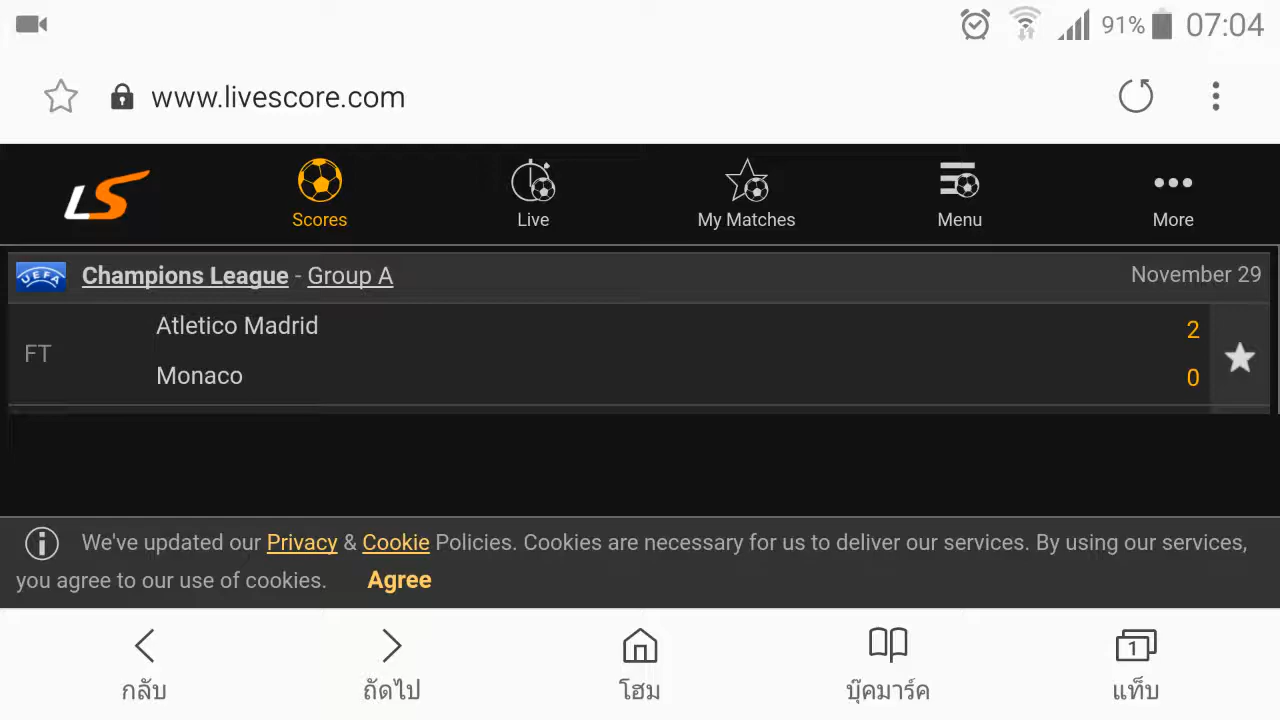 91% 07:04
www.livescore.com
LS
Scores Live My Matches Menu More
UEFA Champions League - Group A November 29
Atletico Madrid 2
FT
Monaco 0
We've updated our Privacy & Cookie Policies. Cookies are necessary for us to deliver our services. By using our services,
you agree to our use of cookies. Agree
1
กลับ ถัดไป โฮม บุ๊คมาร์ค แท็บ